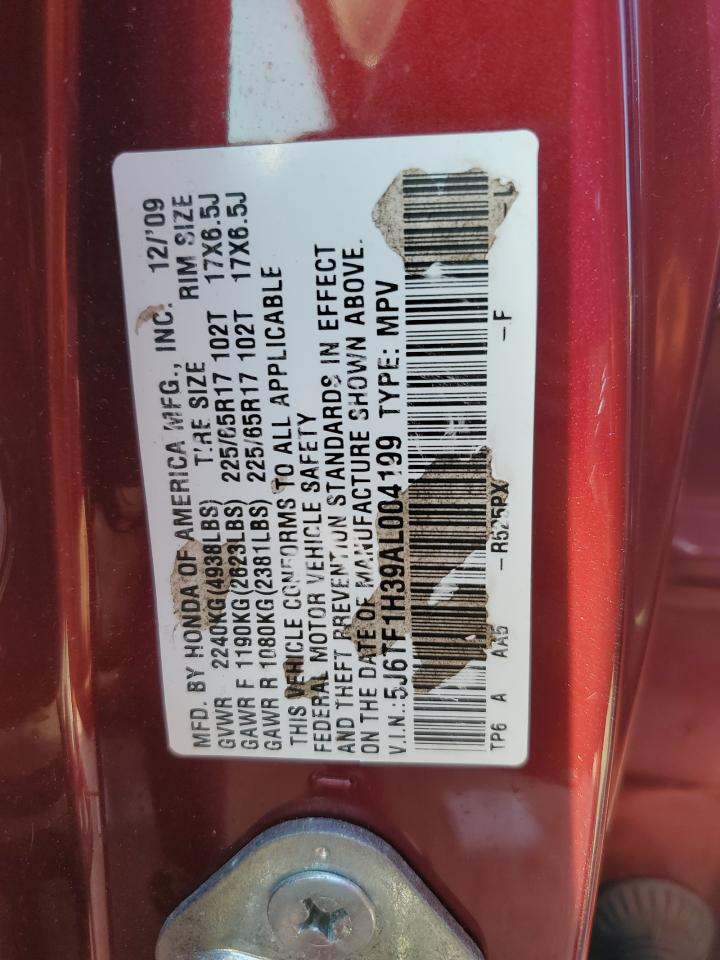 MFD. BY HONDA OF AMERICA MFG., INC. 12/'09
GVWR 2240KG(4938LBS) TIRE SIZE RIM SIZE
GAWR F 1190KG(2623LBS) 225/65R17 102T 17X6.5J
GAWR R 1080KG(2381LBS) 225/65R17 102T 17X6.5J
THIS VEHICLE CONFORMS TO ALL APPLICABLE
FEDERAL MOTOR VEHICLE SAFETY
AND THEFT PREVENTION STANDARDS IN EFFECT
ON THE DATE OF MANUFACTURE SHOWN ABOVE.
V.I.N.:5J6TF1H39AL004199 TYPE: MPV
TP6 A AA5 -R525PX -F